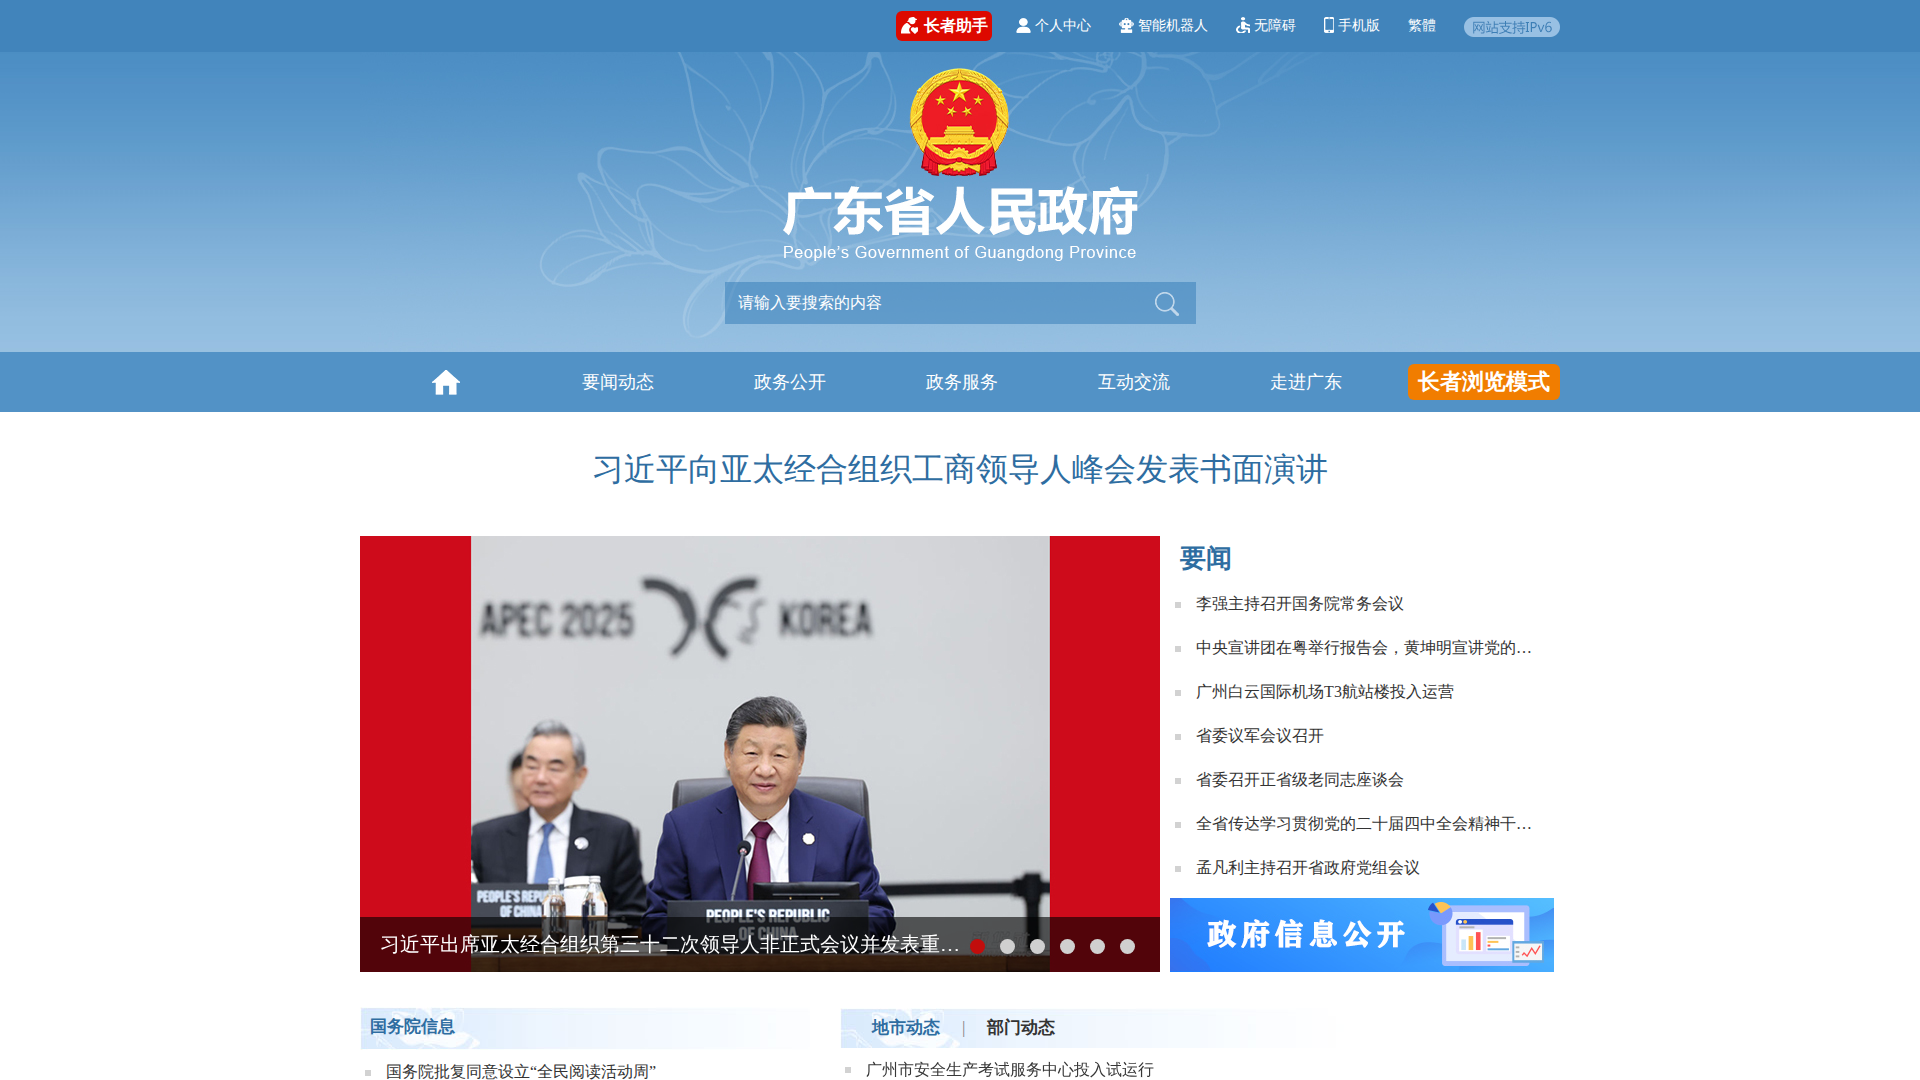 长者助手
个人中心
智能机器人
无障碍
手机版
繁體
网站支持IPv6
广东省人民政府
People's Government of Guangdong Province
请输入要搜索的内容
要闻动态
政务公开
政务服务
互动交流
走进广东
长者浏览模式
习近平向亚太经合组织工商领导人峰会发表书面演讲
APEC 2025 KOREA
PEOPLE'S REPUBLIC
OF CHINA
PEOPLE'S REPUBLIC
OF CHINA
习近平出席亚太经合组织第三十二次领导人非正式会议并发表重…
要闻
李强主持召开国务院常务会议
中央宣讲团在粤举行报告会，黄坤明宣讲党的…
广州白云国际机场T3航站楼投入运营
省委议军会议召开
省委召开正省级老同志座谈会
全省传达学习贯彻党的二十届四中全会精神干…
孟凡利主持召开省政府党组会议
政府信息公开
国务院信息
国务院批复同意设立“全民阅读活动周”
地市动态 | 部门动态
广州市安全生产考试服务中心投入试运行